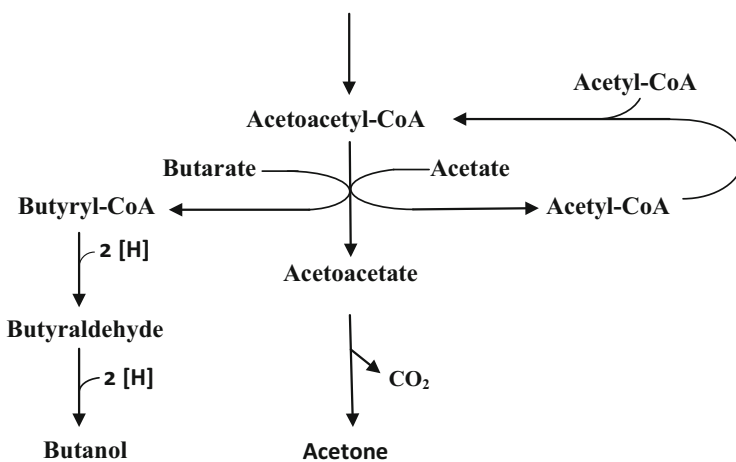 Acetyl-CoA
Acetoacetyl-CoA
Butarate
Acetate
Butyryl-CoA
Acetyl-CoA
2 [H]
Acetoacetate
Butyraldehyde
2 [H]
CO₂
Butanol
Acetone